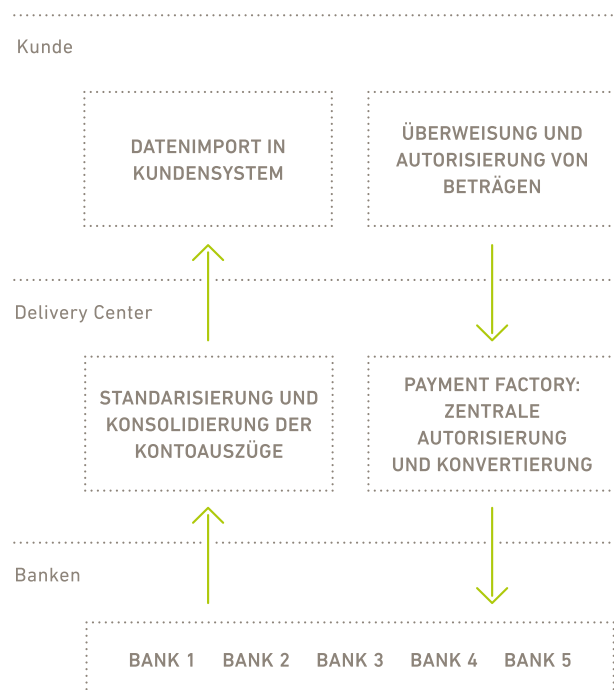 Kunde
DATENIMPORT IN
KUNDENSYSTEM
ÜBERWEISUNG UND
AUTORISIERUNG VON
BETRÄGEN
Delivery Center
STANDARISIERUNG UND
KONSOLIDIERUNG DER
KONTOAUSZÜGE
PAYMENT FACTORY:
ZENTRALE
AUTORISIERUNG
UND KONVERTIERUNG
Banken
BANK 1 BANK 2 BANK 3 BANK 4 BANK 5